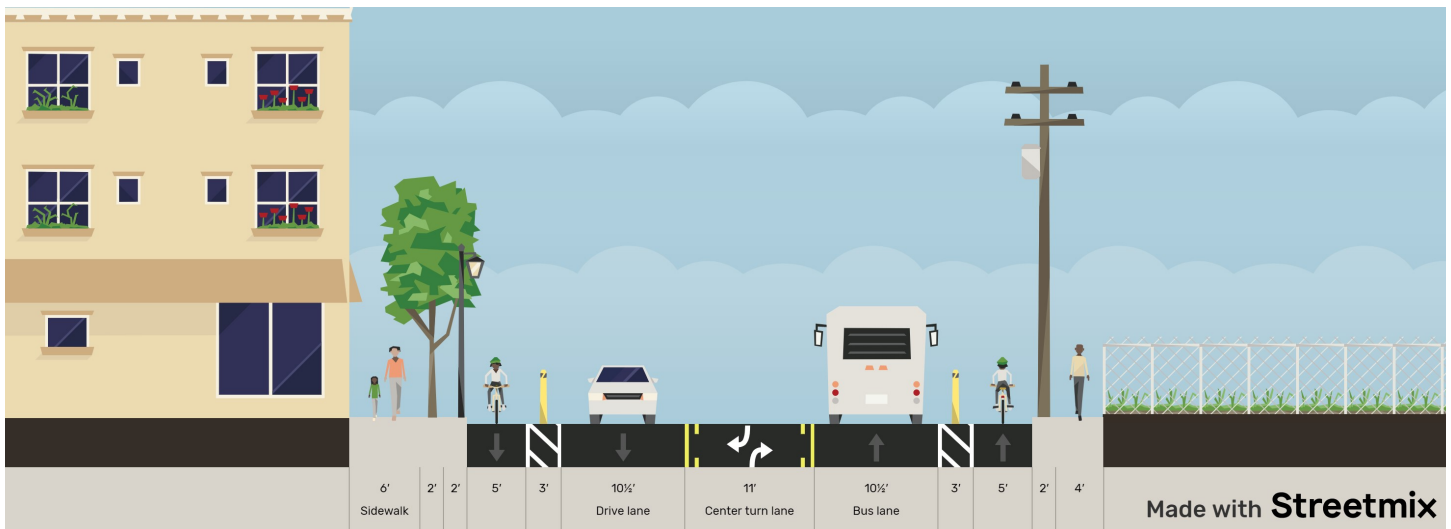 6′ 2′ 2′ 5′ 3′ 10½′ 11′ 10½′ 3′ 5′ 2′ 4′
Sidewalk Drive lane Center turn lane Bus lane
Made with Streetmix